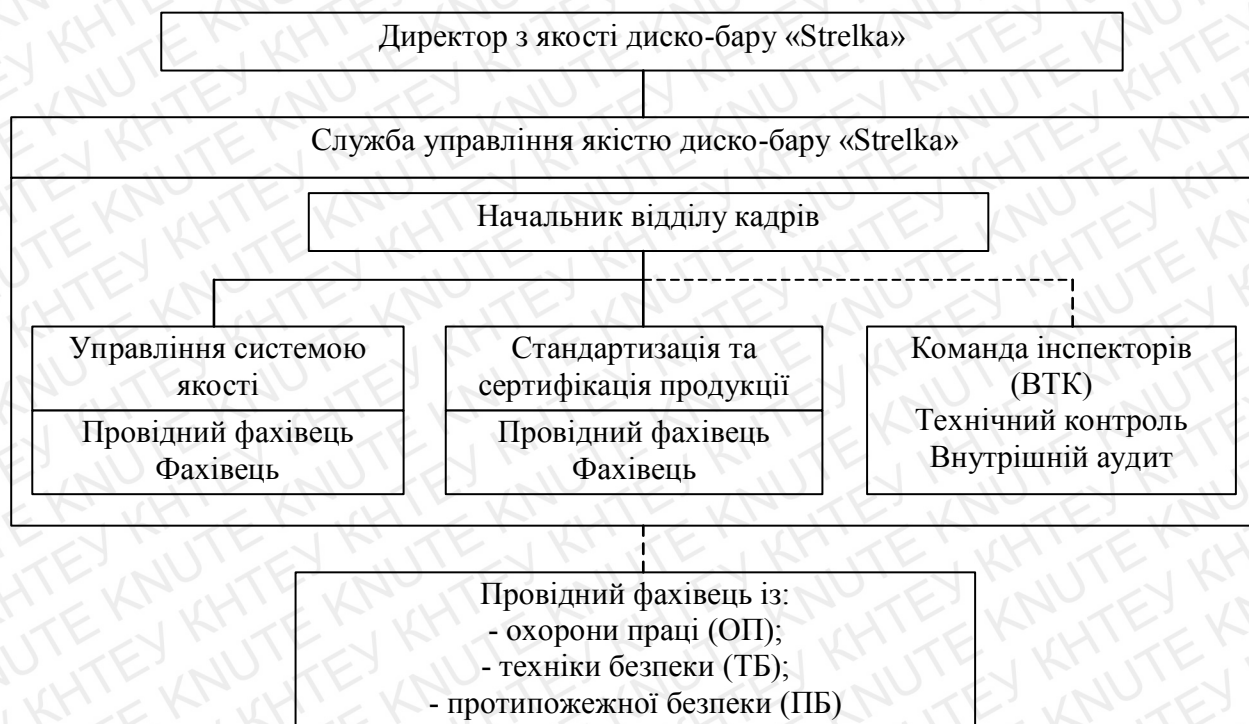 Директор з якості диско-бару «Strelka»
Служба управління якістю диско-бару «Strelka»
Начальник відділу кадрів
Управління системою
якості
Провідний фахівець
Фахівець
Стандартизація та
сертифікація продукції
Провідний фахівець
Фахівець
Команда інспекторів
(ВТК)
Технічний контроль
Внутрішній аудит
Провідний фахівець із:
- охорони праці (ОП);
- техніки безпеки (ТБ);
- протипожежної безпеки (ПБ)